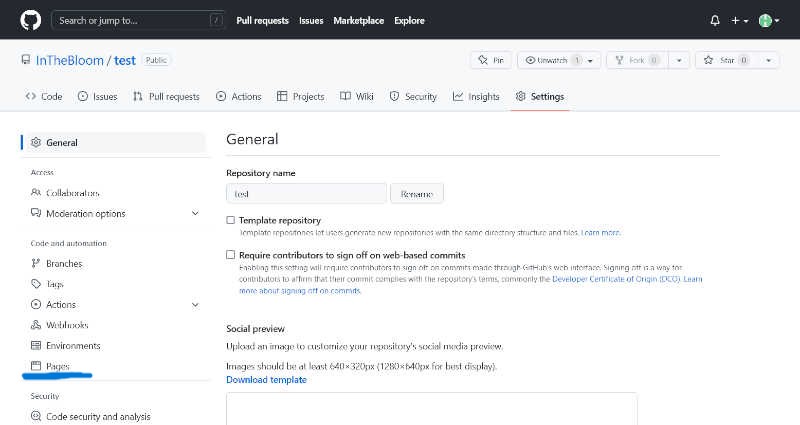 Search or jump to... /
Pull requests Issues Marketplace Explore
InTheBloom / test Public
Pin Unwatch 1 Fork 0 Star 0
Code Issues Pull requests Actions Projects Wiki Security Insights Settings
General
Access
Collaborators
Moderation options
Code and automation
Branches
Tags
Actions
Webhooks
Environments
Pages
Security
Code security and analysis
General
Repository name
test Rename
Template repository
Template repositories let users generate new repositories with the same directory structure and files. Learn more.
Require contributors to sign off on web-based commits
Enabling this setting will require contributors to sign off on commits made through GitHub's web interface. Signing off is a way for
contributors to affirm that their commit complies with the repository's terms, commonly the Developer Certificate of Origin (DCO). Learn
more about signing off on commits.
Social preview
Upload an image to customize your repository's social media preview.
Images should be at least 640×320px (1280×640px for best display).
Download template